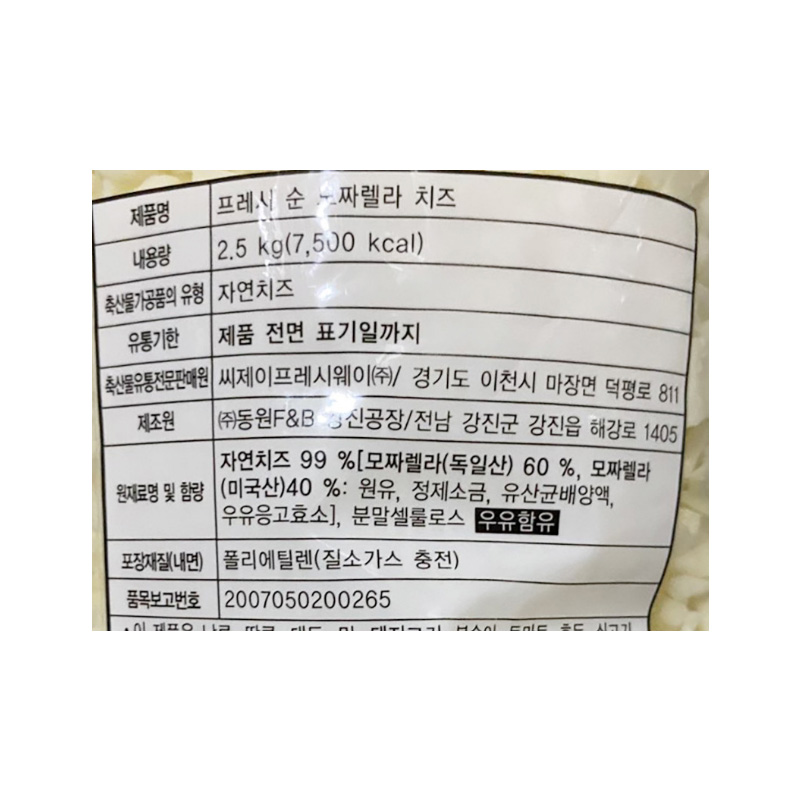 제품명 프레시 순 모짜렐라 치즈
내용량 2.5 kg(7,500 kcal)
축산물가공품의 유형 자연치즈
유통기한 제품 전면 표기일까지
축산물유통전문판매원 씨제이프레시웨이㈜/ 경기도 이천시 마장면 덕평로 811
제조원 ㈜동원F&B 강진공장/전남 강진군 강진읍 해강로 1405
원재료명 및 함량 자연치즈 99 %[모짜렐라(독일산) 60 %, 모짜렐라
(미국산)40 %: 원유, 정제소금, 유산균배양액,
우유응고효소], 분말셀룰로스 우유함유
포장재질(내면) 폴리에틸렌(질소가스 충전)
품목보고번호 2007050200265